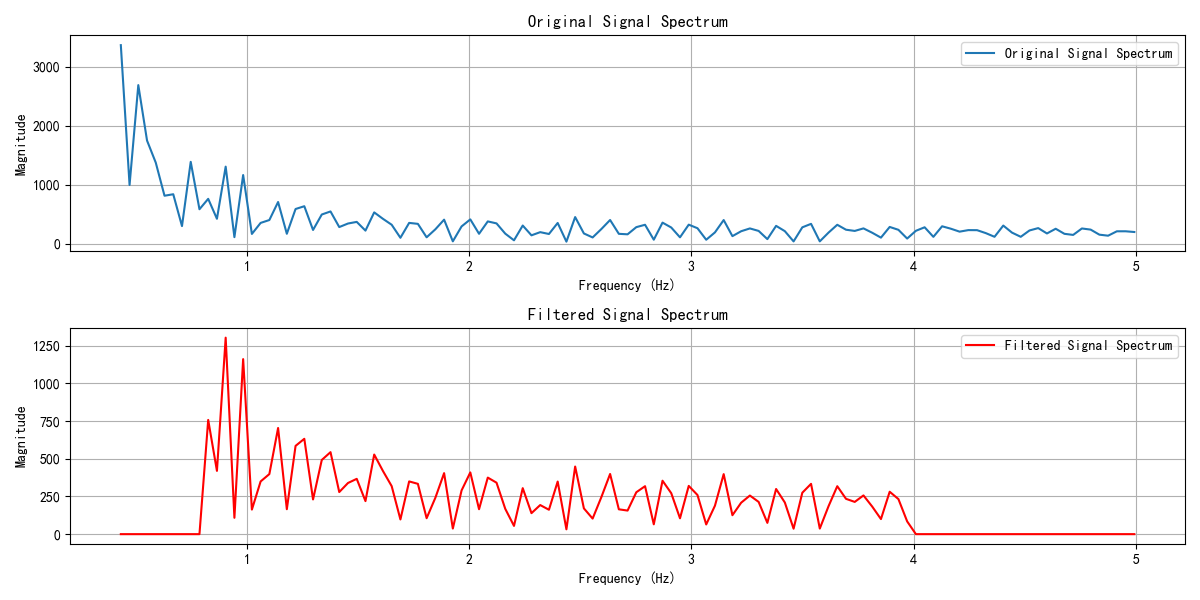 Original Signal Spectrum
Original Signal Spectrum
3000
2000
1000
0
Magnitude
1 2 3 4 5
Frequency (Hz)
Filtered Signal Spectrum
Filtered Signal Spectrum
1250
1000
750
500
250
0
Magnitude
1 2 3 4 5
Frequency (Hz)